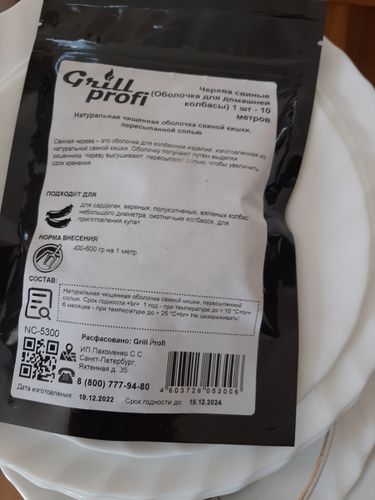 Grill profi
Черева свиные
(Оболочка для домашней
колбасы) 1 шт - 10
метров
Натуральная чищенная оболочка свиной кишки,
пересыпанной солью
Свиная черева – это оболочка для колбасных изделий, изготовленная из
натуральной свиной кишки. Оболочку получают путем выделки
кишечника. Череву высушивают, пересыпают солью, чтобы увеличить
срок хранения.
ПОДХОДИТ ДЛЯ
для сарделек, вареных, полукопченых, вяленых колбас
небольшого диаметра, охотничьих колбасок, для
приготовления купат
НОРМА ВНЕСЕНИЯ:
400-600 гр на 1 метр
СОСТАВ:
Натуральная чищенная оболочка свиной кишки, пересыпанной
солью. Срок годности <br> 1 год - при температуре до + 10 °C<br>
6 месяцев - при температуре до + 25 °C<br> Не замораживать!
NC-5300
Расфасовано: Grill Profi
ИП Пахоменко С.С.
Санкт-Петербург,
Яхтенная д. 35
8 (800) 777-94-80
4603726053006
Дата изготовления: 19.12.2022 Срок годности до: 19.12.2024